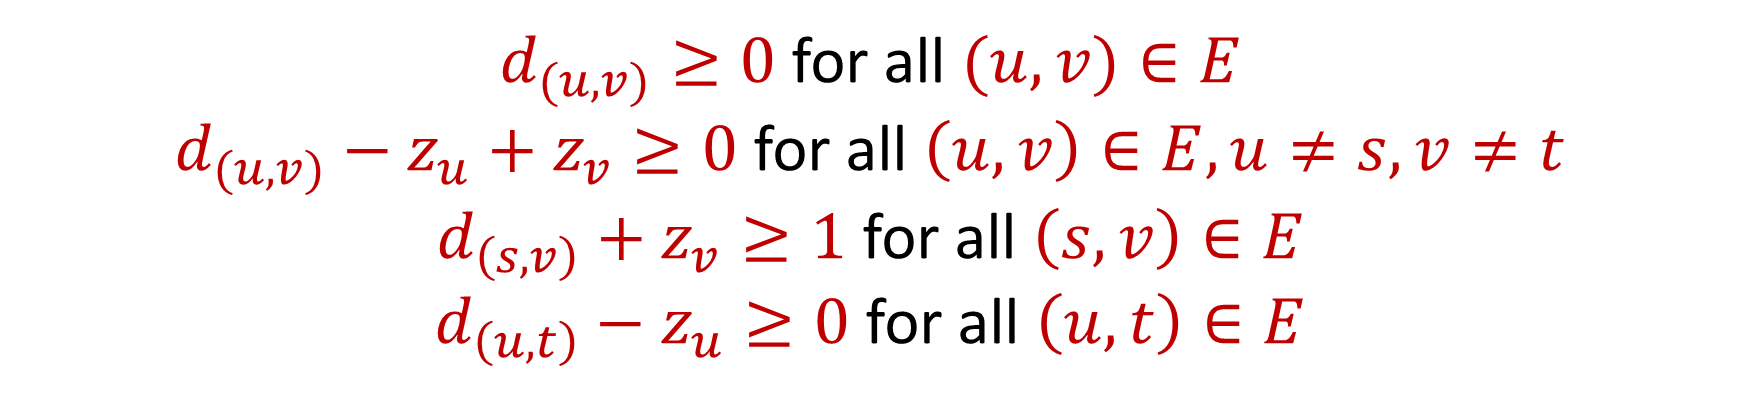 d_(u,v) ≥ 0 for all (u, v) ∈ E
d_(u,v) − z_u + z_v ≥ 0 for all (u, v) ∈ E, u ≠ s, v ≠ t
d_(s,v) + z_v ≥ 1 for all (s, v) ∈ E
d_(u,t) − z_u ≥ 0 for all (u, t) ∈ E